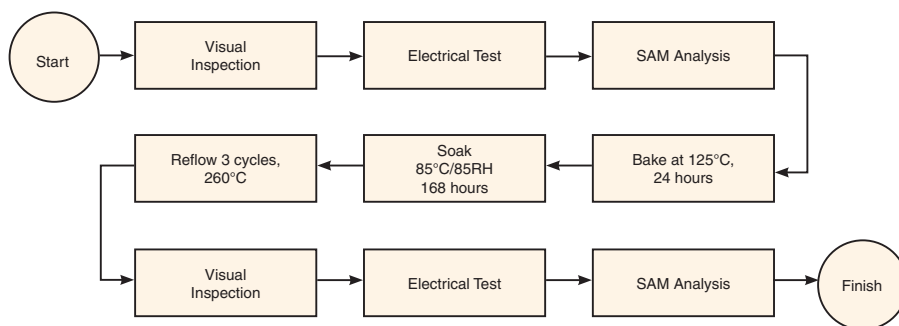 Start
Visual
Inspection
Electrical Test
SAM Analysis
Bake at 125°C,
24 hours
Soak
85°C/85RH
168 hours
Reflow 3 cycles,
260°C
Visual
Inspection
Electrical Test
SAM Analysis
Finish